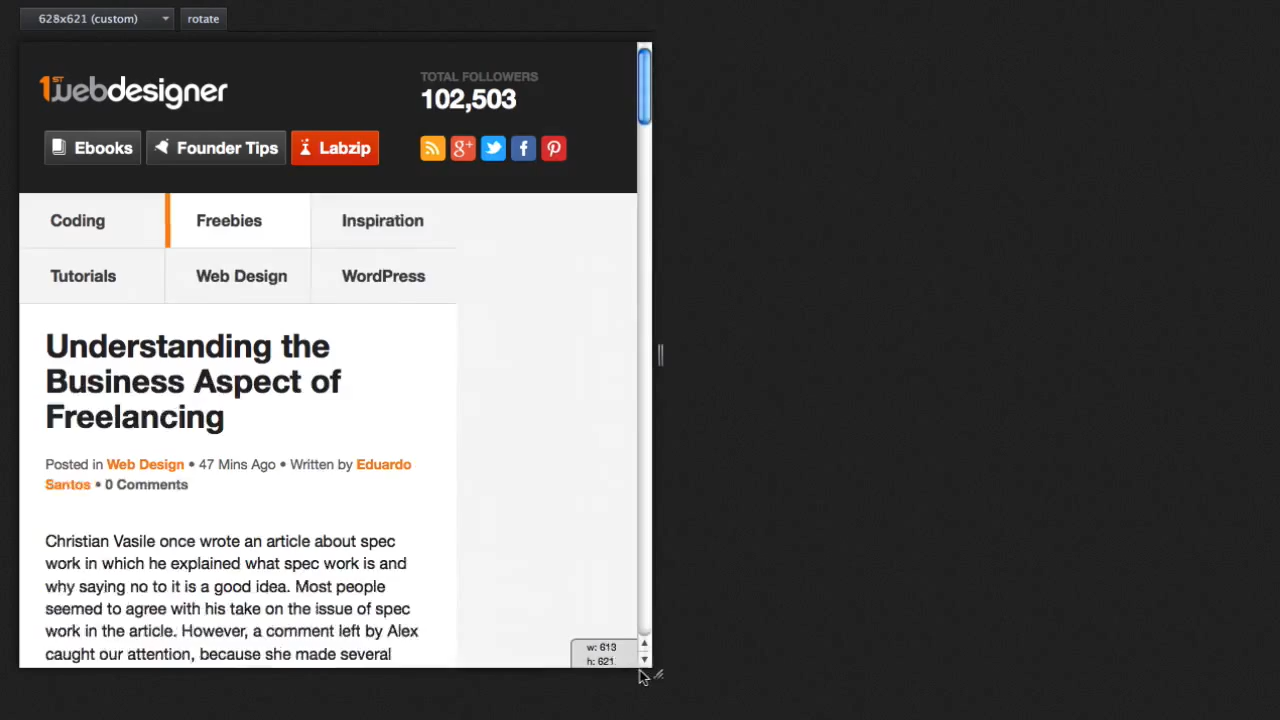 628x621 (custom) rotate
1ST webdesigner
TOTAL FOLLOWERS
102,503
Ebooks Founder Tips Labzip
Coding Freebies Inspiration
Tutorials Web Design WordPress
Understanding the
Business Aspect of
Freelancing
Posted in Web Design • 47 Mins Ago • Written by Eduardo
Santos • 0 Comments
Christian Vasile once wrote an article about spec
work in which he explained what spec work is and
why saying no to it is a good idea. Most people
seemed to agree with his take on the issue of spec
work in the article. However, a comment left by Alex
caught our attention, because she made several
w: 613
h: 621